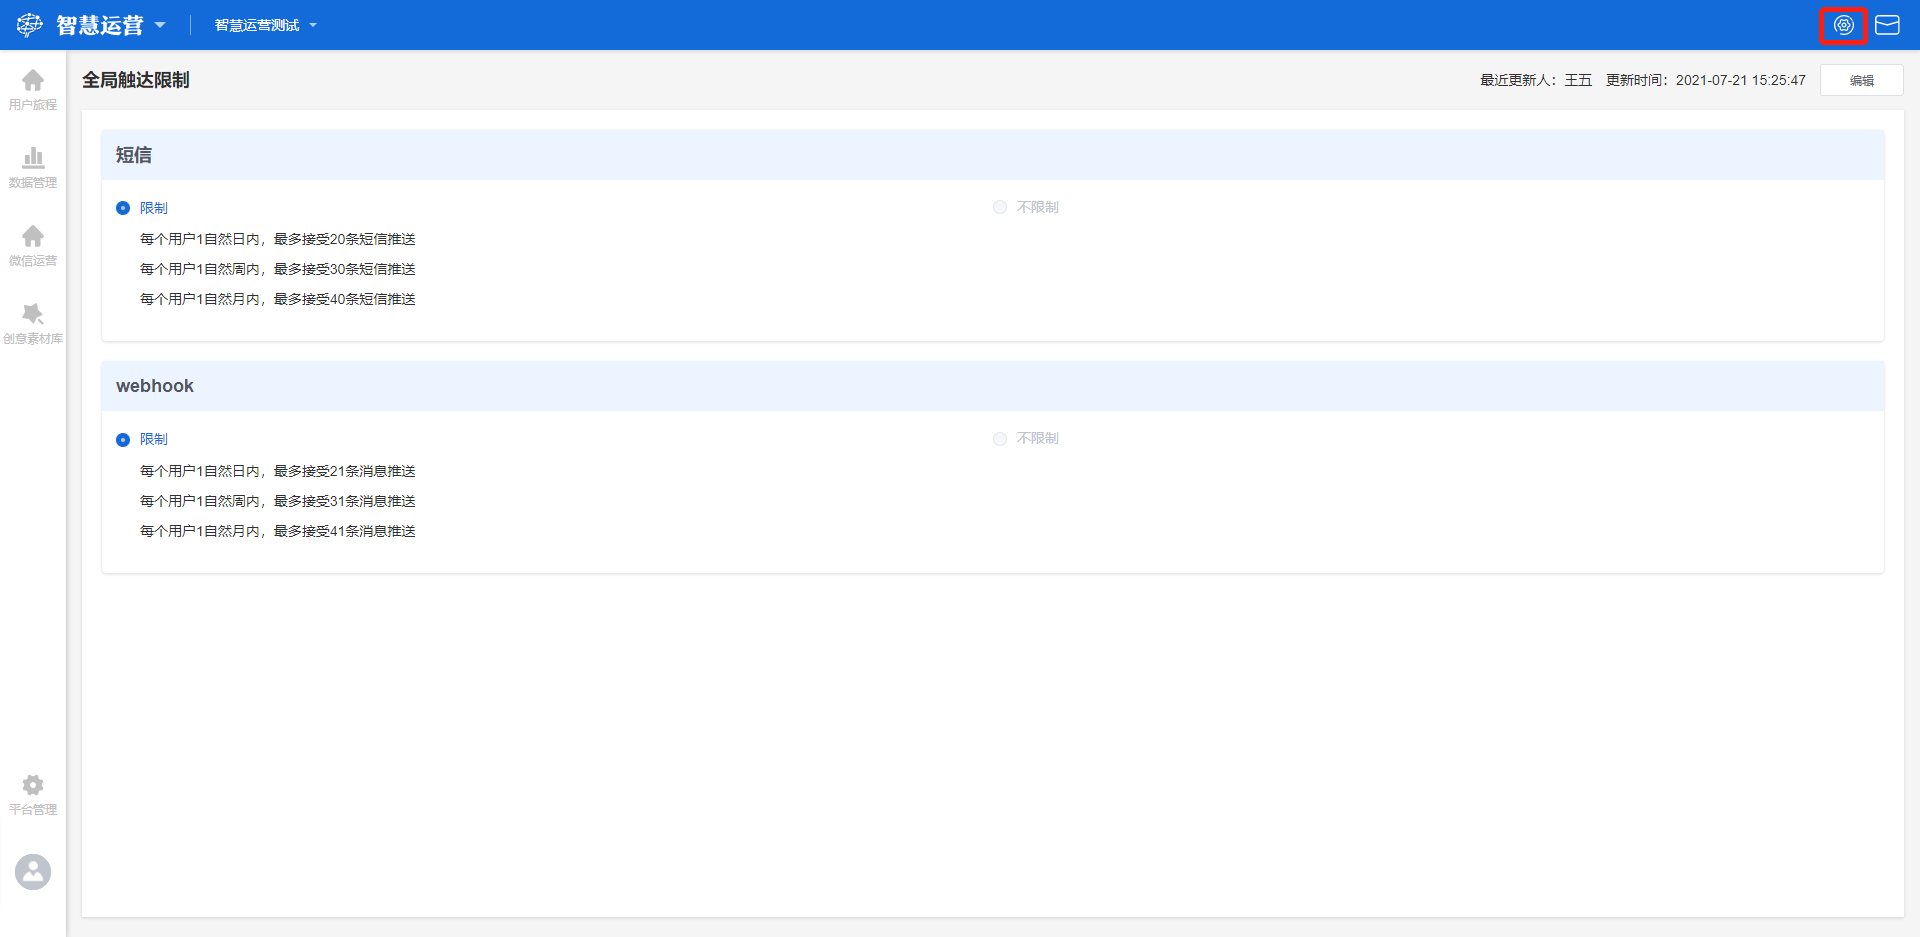 智慧运营
智慧运营测试
用户旅程
数据管理
微信运营
创意素材库
平台管理
全局触达限制
最近更新人：王五 更新时间：2021-07-21 15:25:47
编辑
短信
限制
不限制
每个用户1自然日内，最多接受20条短信推送
每个用户1自然周内，最多接受30条短信推送
每个用户1自然月内，最多接受40条短信推送
webhook
限制
不限制
每个用户1自然日内，最多接受21条消息推送
每个用户1自然周内，最多接受31条消息推送
每个用户1自然月内，最多接受41条消息推送